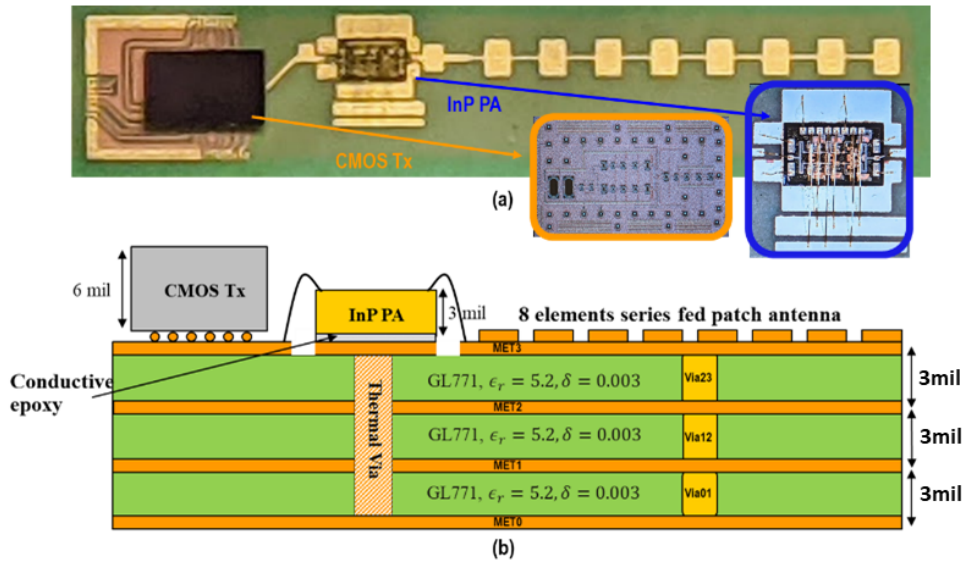 InP PA
CMOS Tx
(a)
6 mil
CMOS Tx
InP PA
3 mil
8 elements series fed patch antenna
MET3
Conductive
epoxy
Thermal Via
GL771, ϵᵣ = 5.2, δ = 0.003
Via23
3mil
MET2
GL771, ϵᵣ = 5.2, δ = 0.003
Via12
3mil
MET1
GL771, ϵᵣ = 5.2, δ = 0.003
Via01
3mil
MET0
(b)